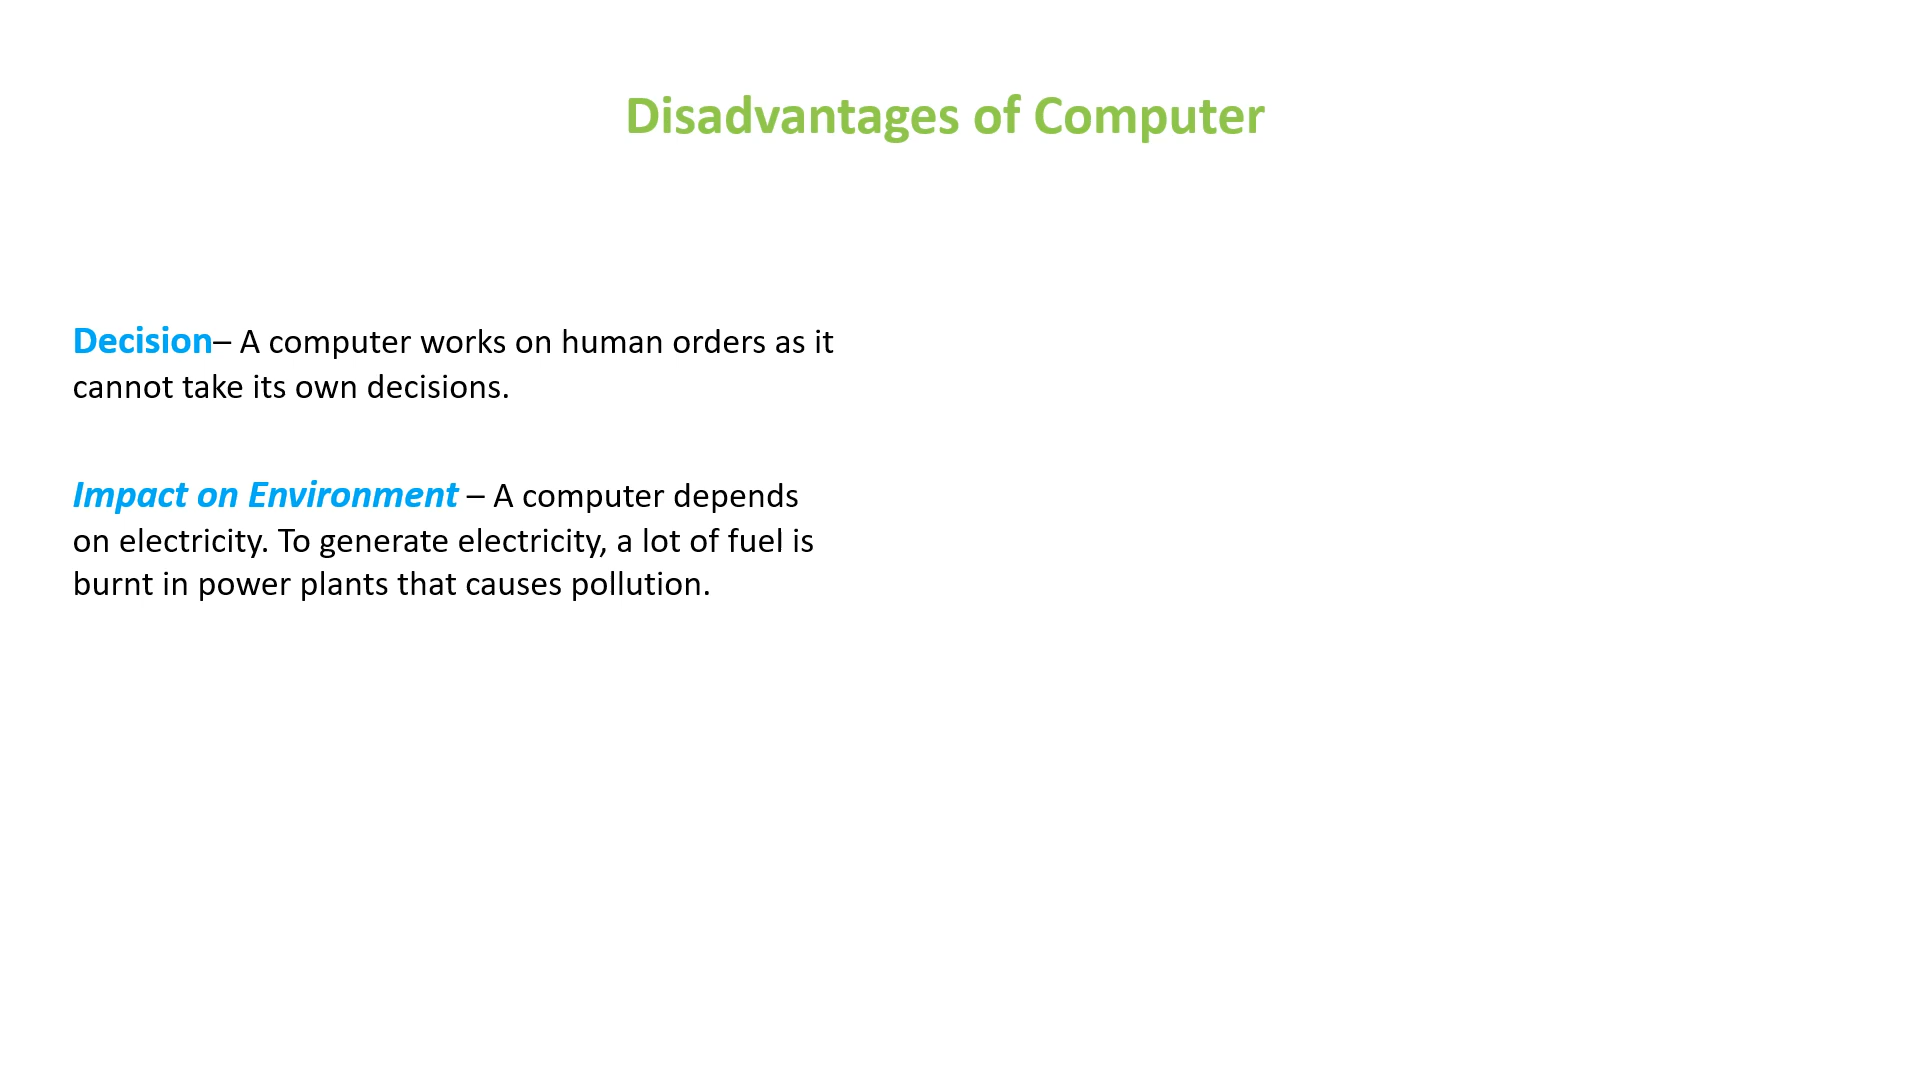 Disadvantages of Computer
Decision– A computer works on human orders as it
cannot take its own decisions.
Impact on Environment – A computer depends
on electricity. To generate electricity, a lot of fuel is
burnt in power plants that causes pollution.